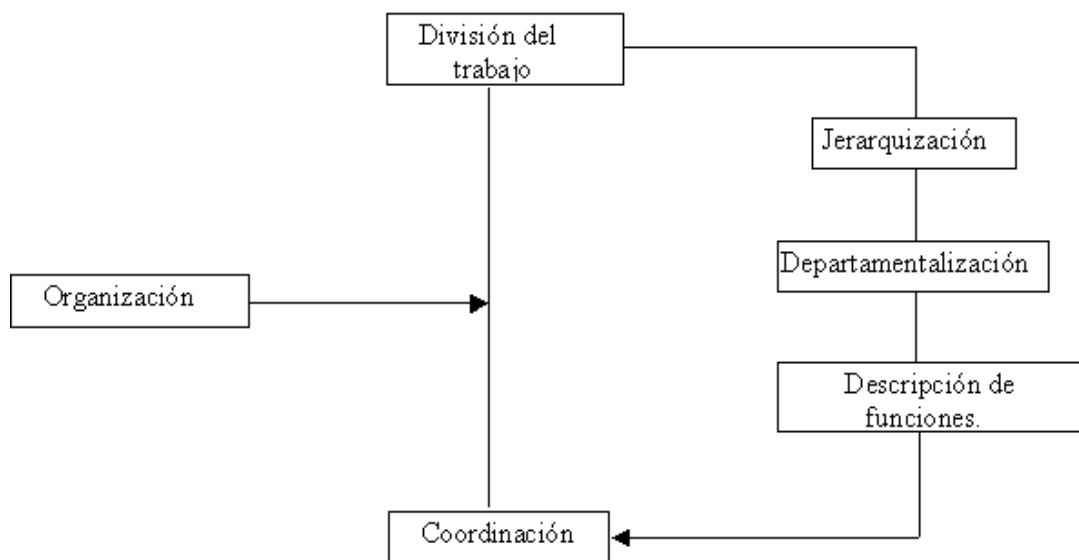 División del
trabajo
Jerarquización
Departamentalización
Organización
Descripción de
funciones.
Coordinación